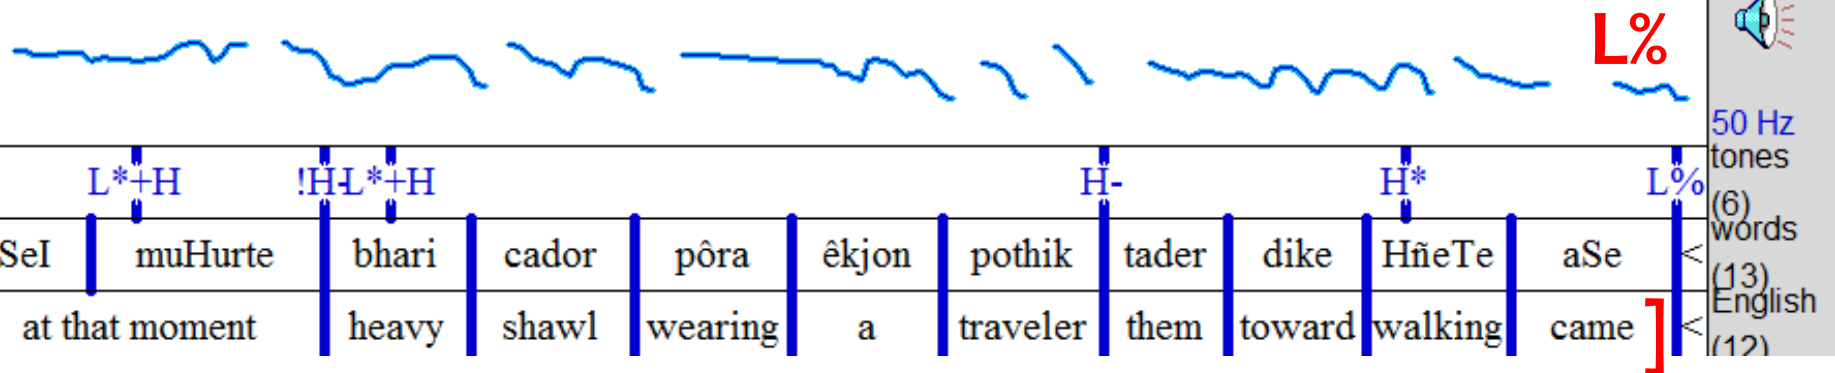 L%
50 Hz
L*+H !H- L*+H H- H* L% tones
(6)
SeI muHurte bhari cador pôra êkjon pothik tader dike HñeTe aSe < words
(13)
at that moment heavy shawl wearing a traveler them toward walking came ] < English
(12)